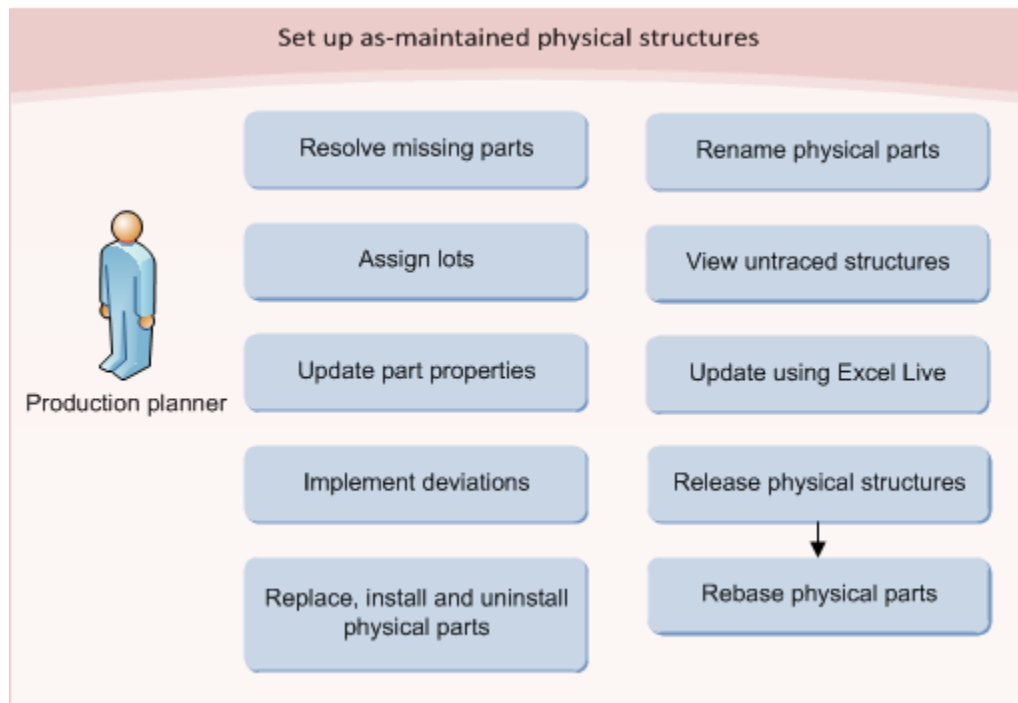 Set up as-maintained physical structures
Resolve missing parts
Rename physical parts
Assign lots
View untraced structures
Update part properties
Update using Excel Live
Production planner
Implement deviations
Release physical structures
Replace, install and uninstall
physical parts
Rebase physical parts